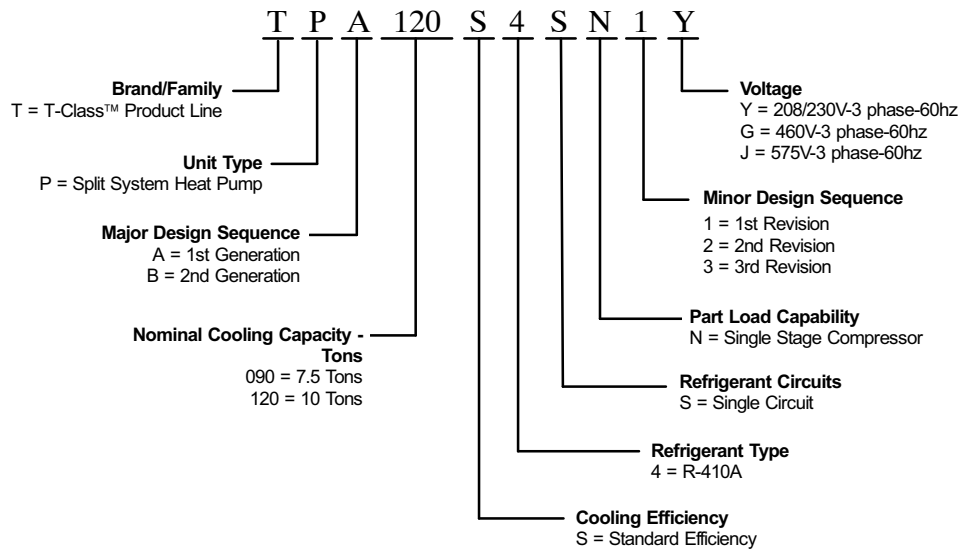 T P A 120 S 4 S N 1 Y
Brand/Family
T = T-Class™ Product Line
Unit Type
P = Split System Heat Pump
Major Design Sequence
A = 1st Generation
B = 2nd Generation
Nominal Cooling Capacity -
Tons
090 = 7.5 Tons
120 = 10 Tons
Voltage
Y = 208/230V-3 phase-60hz
G = 460V-3 phase-60hz
J = 575V-3 phase-60hz
Minor Design Sequence
1 = 1st Revision
2 = 2nd Revision
3 = 3rd Revision
Part Load Capability
N = Single Stage Compressor
Refrigerant Circuits
S = Single Circuit
Refrigerant Type
4 = R-410A
Cooling Efficiency
S = Standard Efficiency